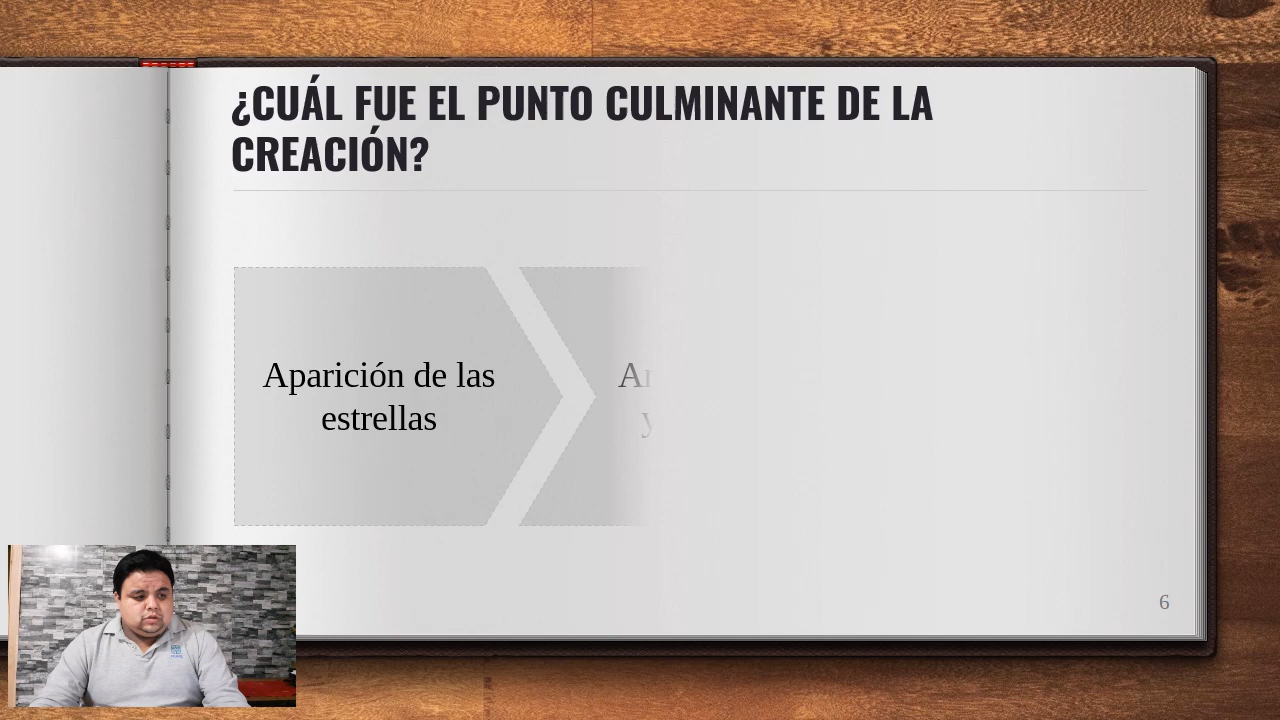 ¿CUÁL FUE EL PUNTO CULMINANTE DE LA
CREACIÓN?
Aparición de las
estrellas
6